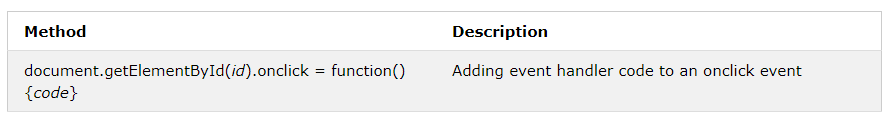 Method Description
document.getElementById(id).onclick = function() Adding event handler code to an onclick event
{code}